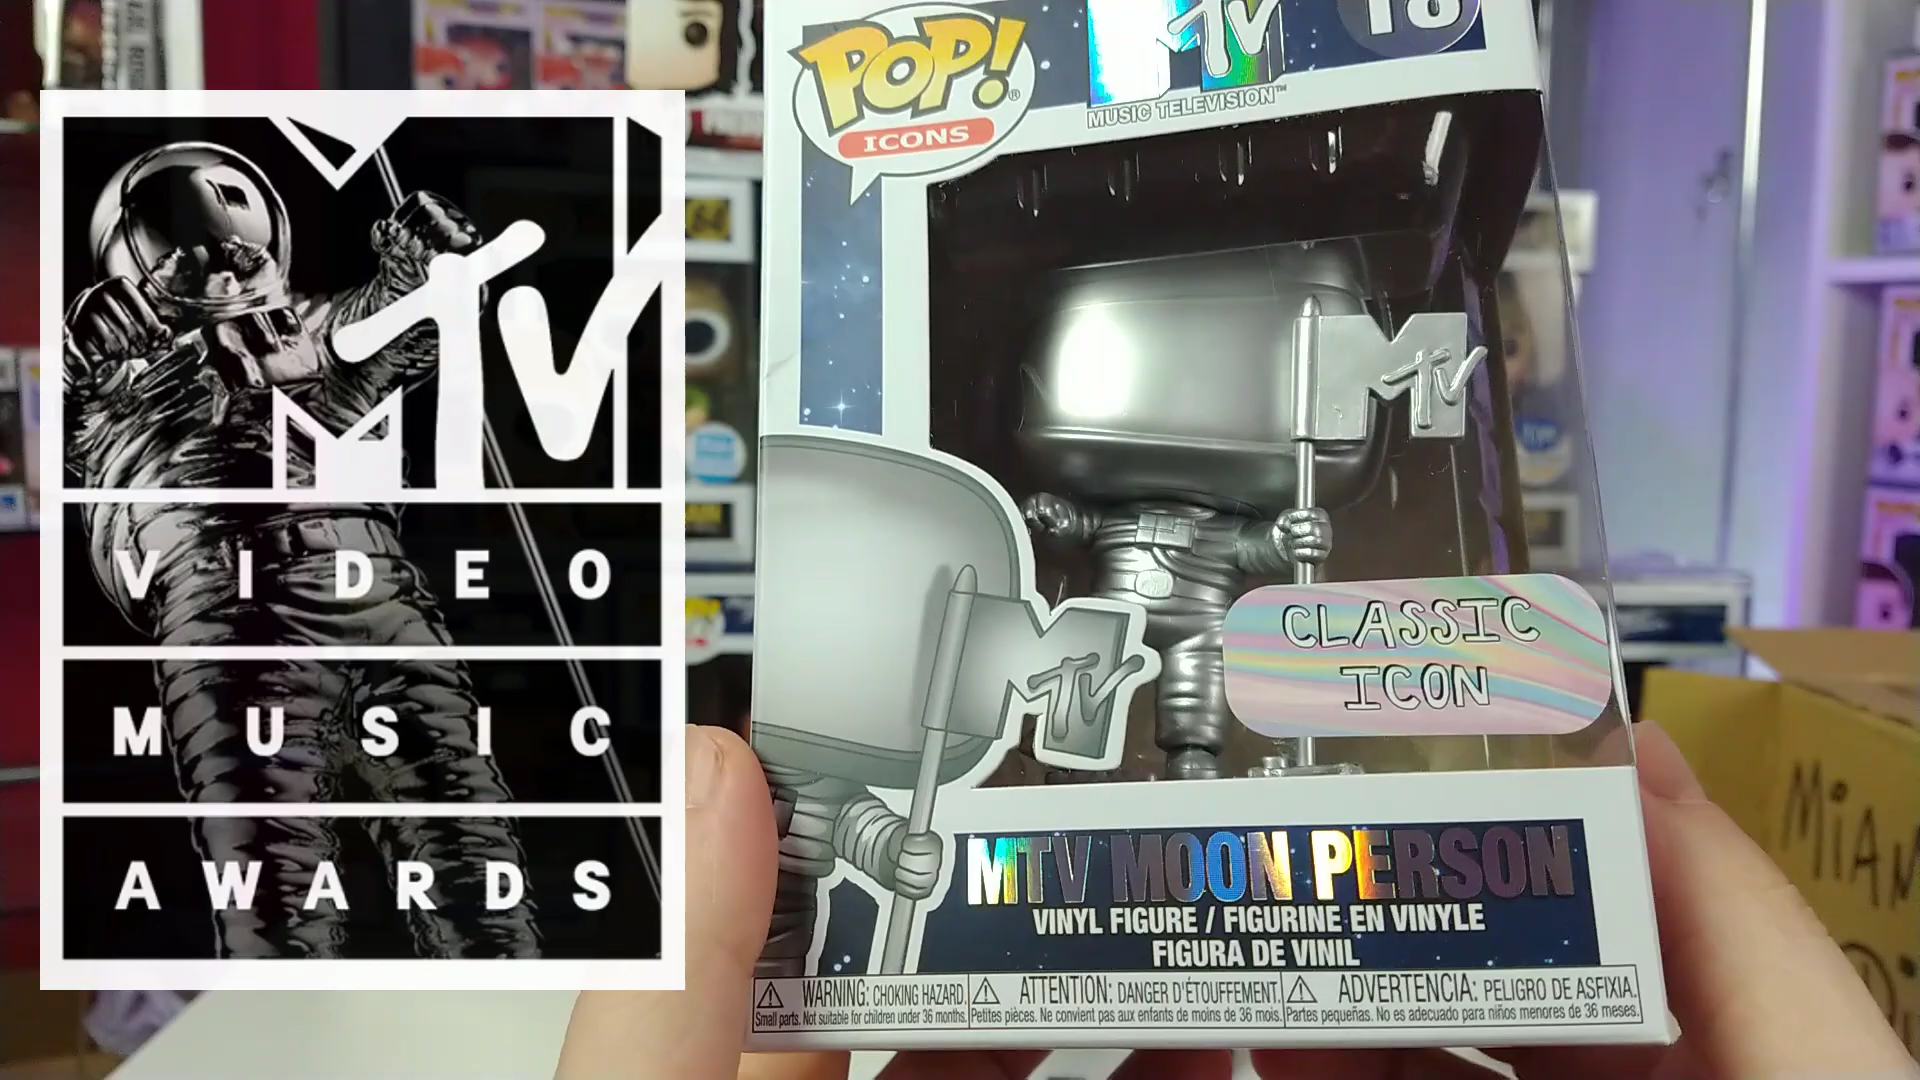 MTV
VIDEO
MUSIC
AWARDS
POP!
ICONS
MTV
MUSIC TELEVISION™
18
MTV
MTV
CLASSIC
ICON
MTV MOON PERSON
VINYL FIGURE / FIGURINE EN VINYLE
FIGURA DE VINIL
WARNING: CHOKING HAZARD.
Small parts. Not suitable for children under 36 months.
ATTENTION: DANGER D'ÉTOUFFEMENT.
Petites pièces. Ne convient pas aux enfants de moins de 36 mois.
ADVERTENCIA: PELIGRO DE ASFIXIA.
Partes pequeñas. No es adecuado para niños menores de 36 meses.